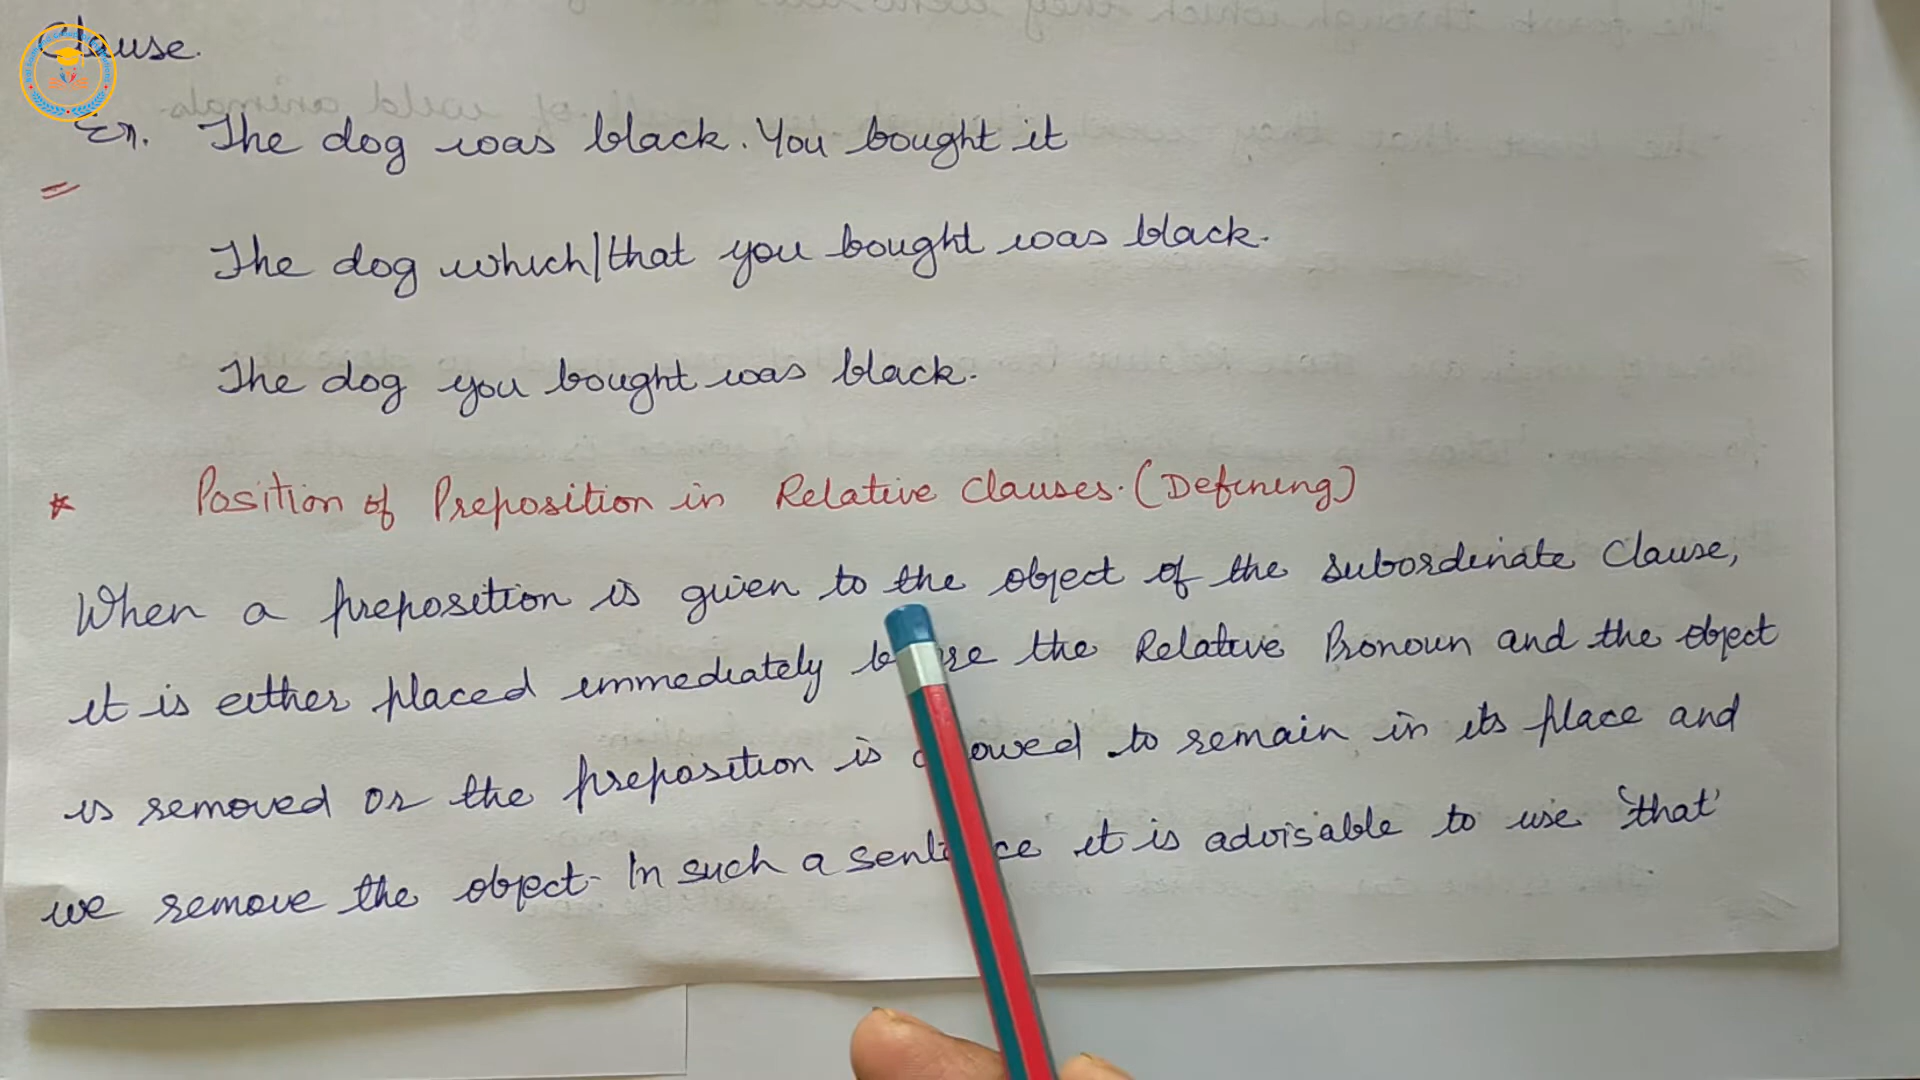 Clause.
Ex. The dog was black. You bought it
The dog which/that you bought was black.
The dog you bought was black.
* Position of Preposition in Relative Clauses. (Defining)
When a preposition is given to the object of the subordinate Clause,
it is either placed immediately before the Relative Pronoun and the object
is removed or the preposition is allowed to remain in its place and
we remove the object. In such a sentence it is advisable to use 'that'